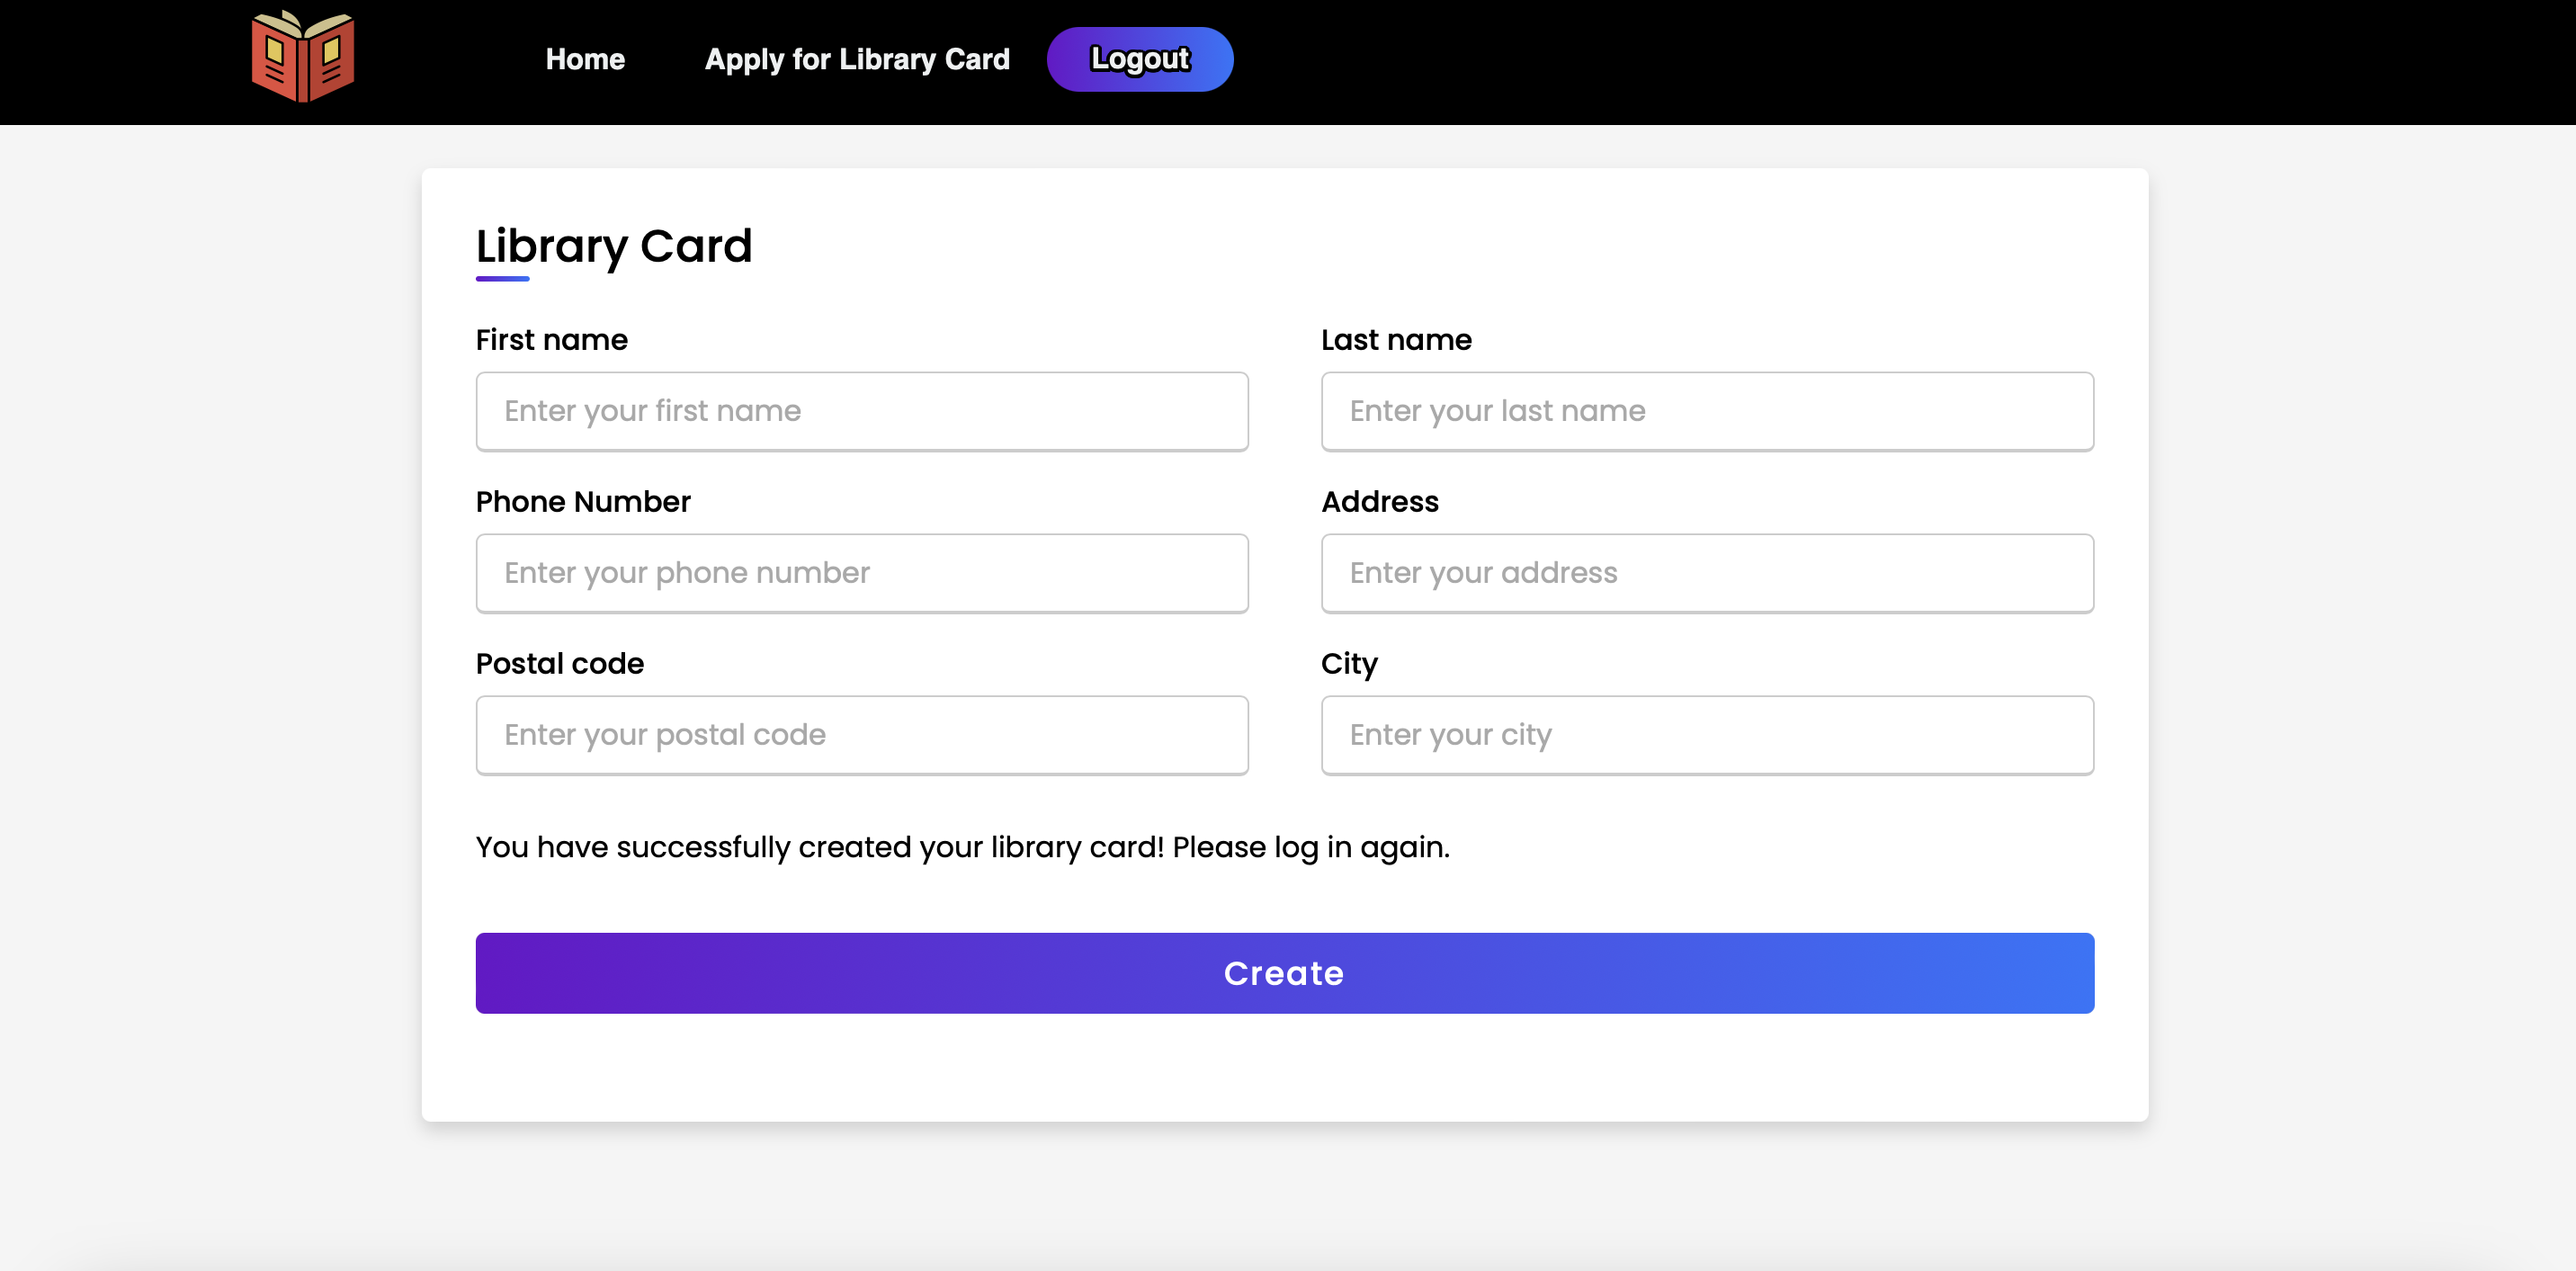 Home
Apply for Library Card
Logout
Library Card
First name
Last name
Enter your first name
Enter your last name
Phone Number
Address
Enter your phone number
Enter your address
Postal code
City
Enter your postal code
Enter your city
You have successfully created your library card! Please log in again.
Create